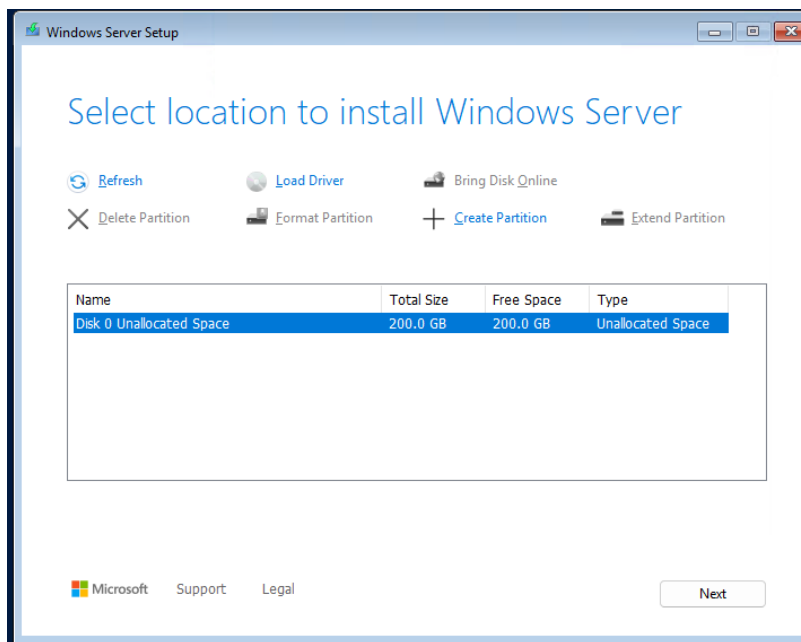 Windows Server Setup
Select location to install Windows Server
Refresh Load Driver Bring Disk Online
Delete Partition Format Partition Create Partition Extend Partition
Name Total Size Free Space Type
Disk 0 Unallocated Space 200.0 GB 200.0 GB Unallocated Space
Microsoft Support Legal Next